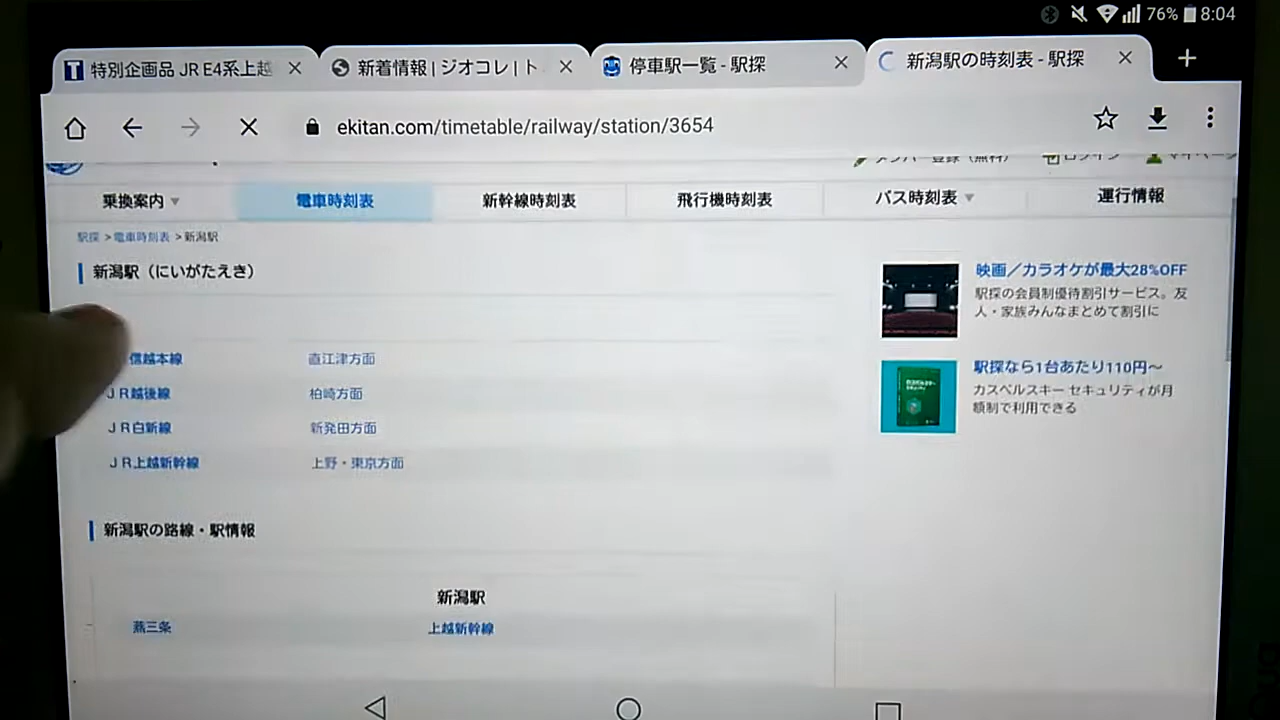 76% 8:04
特別企画品 JR E4系上越
新着情報 | ジオコレ | ト
停車駅一覧 - 駅探
新潟駅の時刻表 - 駅探
ekitan.com/timetable/railway/station/3654
乗換案内 ▼
電車時刻表
新幹線時刻表
飛行機時刻表
バス時刻表 ▼
運行情報
駅探 > 電車時刻表 > 新潟駅
新潟駅（にいがたえき）
信越本線 直江津方面
ＪＲ越後線 柏崎方面
ＪＲ白新線 新発田方面
ＪＲ上越新幹線 上野・東京方面
新潟駅の路線・駅情報
新潟駅
燕三条 上越新幹線
映画／カラオケが最大28%OFF
駅探の会員制優待割引サービス。友
人・家族みんなまとめて割引に
駅探なら1台あたり110円～
カスペルスキー セキュリティが月
額制で利用できる